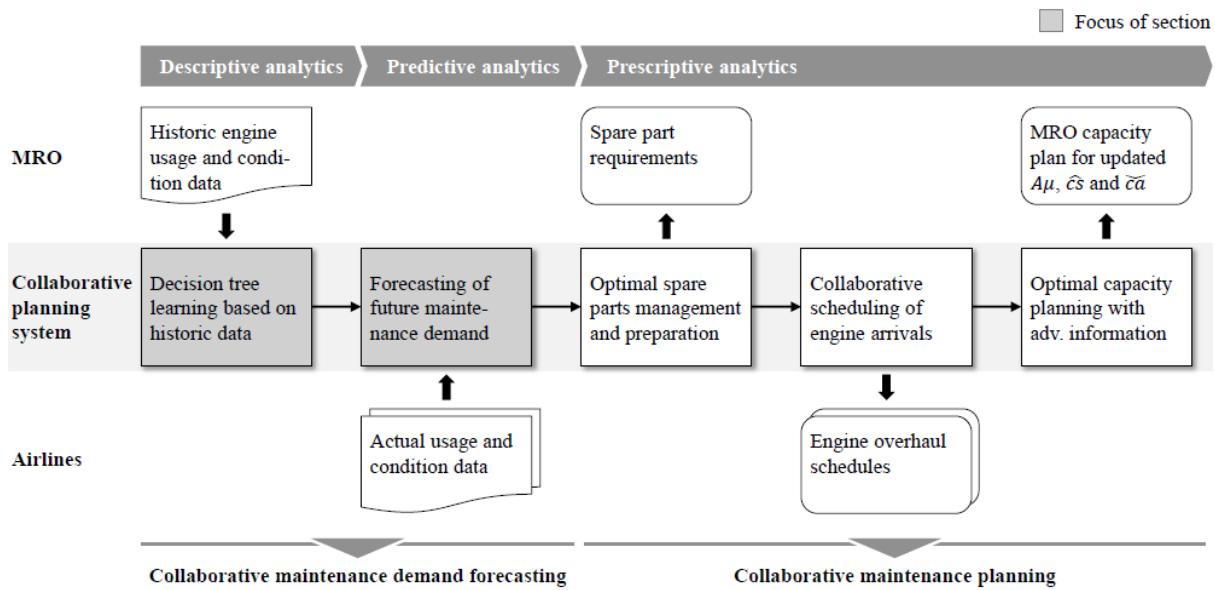 Focus of section
Descriptive analytics
Predictive analytics
Prescriptive analytics
MRO
Historic engine
usage and condi-
tion data
Spare part
requirements
MRO capacity
plan for updated
𝐴𝜇, 𝑐𝑠̂ and 𝑐𝑎̃
Collaborative
planning
system
Decision tree
learning based on
historic data
Forecasting of
future mainte-
nance demand
Optimal spare
parts management
and preparation
Collaborative
scheduling of
engine arrivals
Optimal capacity
planning with
adv. information
Airlines
Actual usage and
condition data
Engine overhaul
schedules
Collaborative maintenance demand forecasting
Collaborative maintenance planning